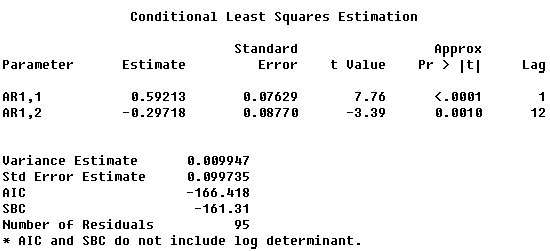 Conditional Least Squares Estimation
Standard Approx
Parameter Estimate Error t Value Pr > |t| Lag
AR1,1 0.59213 0.07629 7.76 <.0001 1
AR1,2 -0.29718 0.08770 -3.39 0.0010 12
Variance Estimate 0.009947
Std Error Estimate 0.099735
AIC -166.418
SBC -161.31
Number of Residuals 95
* AIC and SBC do not include log determinant.